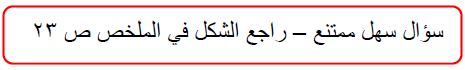 سؤال سهل ممتنع – راجع الشكل في الملخص ص ٢٣